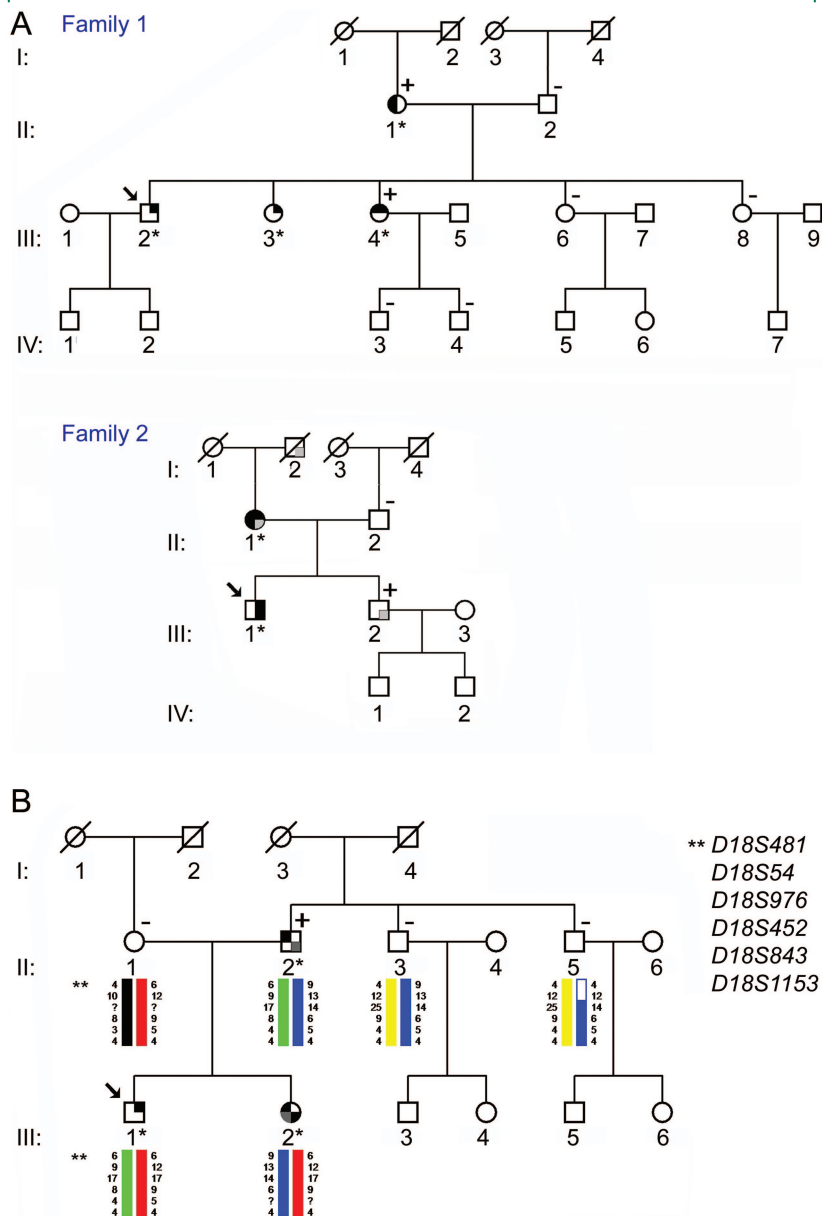 A
Family 1
I:
1 2 3 4
+ -
II:
1* 2
+ - -
III:
1 2* 3* 4* 5 6 7 8 9
- -
IV:
1 2 3 4 5 6 7
Family 2
I:
1 2 3 4
-
II:
1* 2
+
III:
1* 2 3
IV:
1 2
B
** D18S481
D18S54
D18S976
D18S452
D18S843
D18S1153
I:
1 2 3 4
- + - -
II:
1 2* 3 4 5 6
** 4 6 6 9 4 9 4 4
10 12 9 13 12 13 12 12
? ? 17 14 25 14 25 14
8 9 8 6 9 6 9 6
3 5 4 5 4 5 4 5
4 4 4 4 4 4 4 4
III:
1* 2* 3 4 5 6
** 6 6 9 6
9 12 13 12
17 17 14 17
8 9 6 9
4 5 ? ?
4 4 4 4